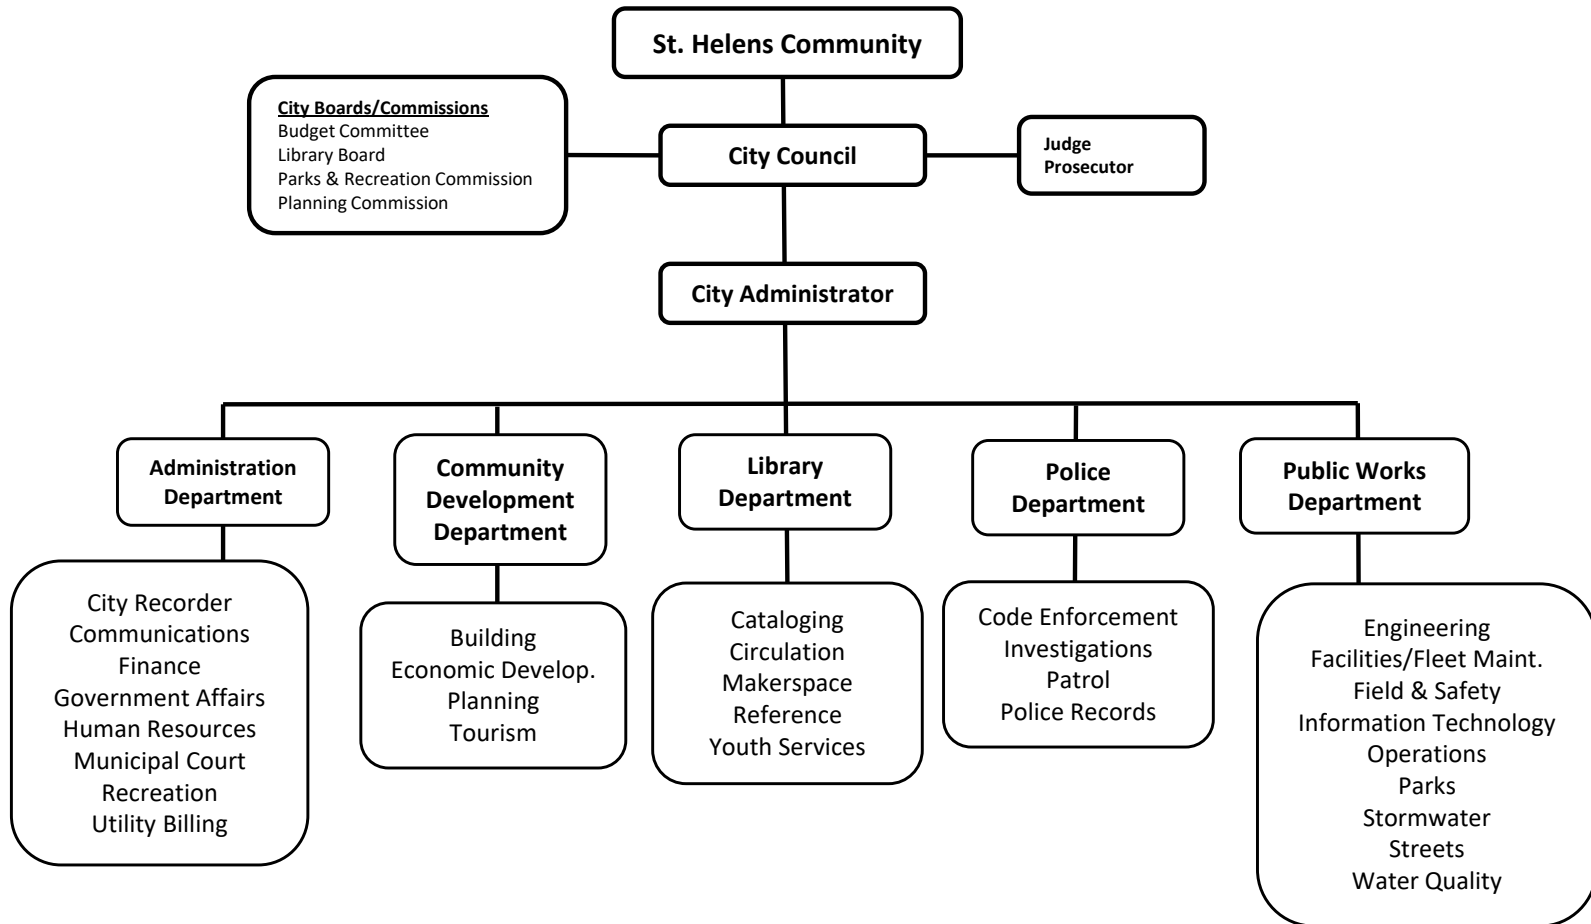 St. Helens Community
City Boards/Commissions
Budget Committee
Library Board
Parks & Recreation Commission
Planning Commission
City Council
Judge
Prosecutor
City Administrator
Administration
Department
Community
Development
Department
Library
Department
Police
Department
Public Works
Department
City Recorder
Communications
Finance
Government Affairs
Human Resources
Municipal Court
Recreation
Utility Billing
Building
Economic Develop.
Planning
Tourism
Cataloging
Circulation
Makerspace
Reference
Youth Services
Code Enforcement
Investigations
Patrol
Police Records
Engineering
Facilities/Fleet Maint.
Field & Safety
Information Technology
Operations
Parks
Stormwater
Streets
Water Quality